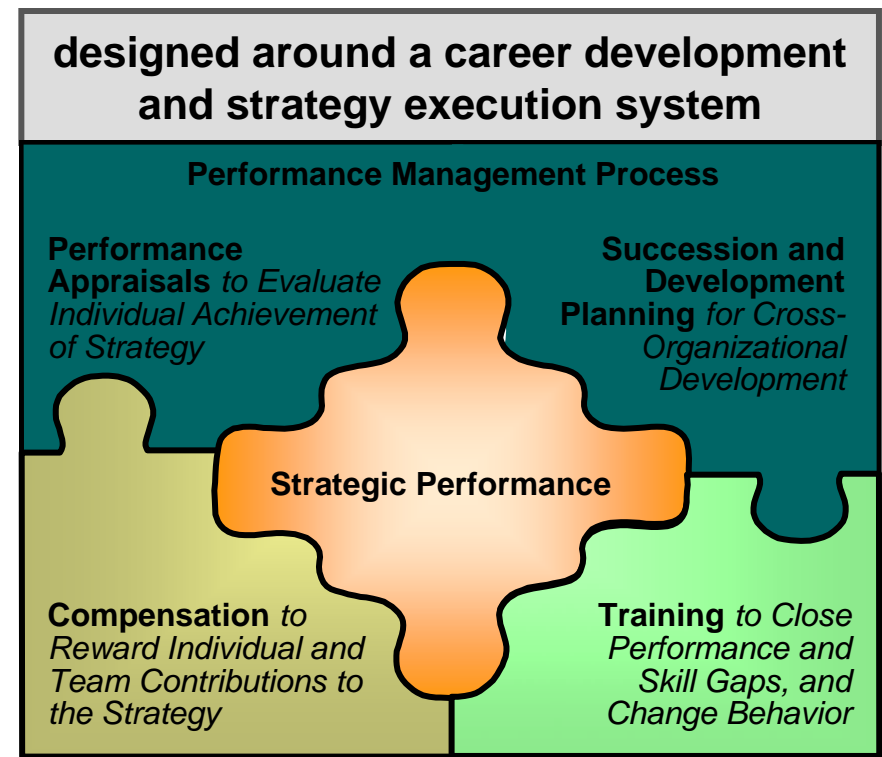 designed around a career development
and strategy execution system
Performance Management Process
Performance
Appraisals to Evaluate
Individual Achievement
of Strategy
Succession and
Development
Planning for Cross-
Organizational
Development
Strategic Performance
Compensation to
Reward Individual and
Team Contributions to
the Strategy
Training to Close
Performance and
Skill Gaps, and
Change Behavior